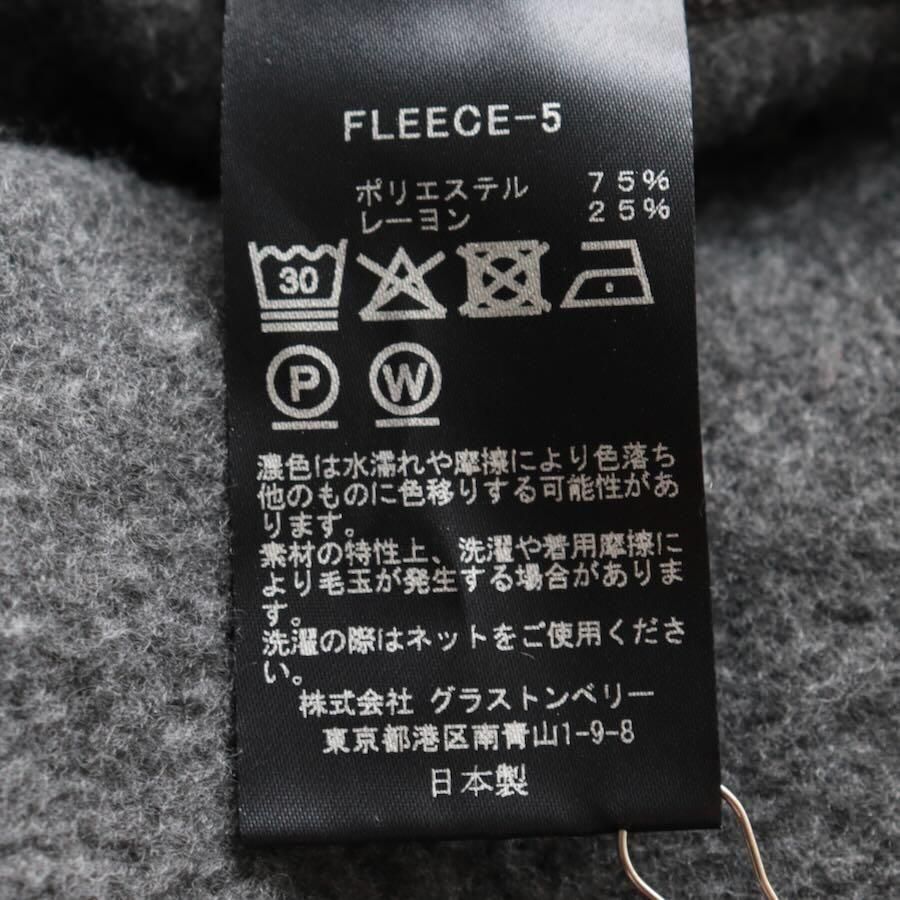 FLEECE-5
ポリエステル 75%
レーヨン 25%
30
P W
濃色は水濡れや摩擦により色落ち
他のものに色移りする可能性があ
ります。
素材の特性上、洗濯や着用摩擦に
より毛玉が発生する場合がありま
す。
洗濯の際はネットをご使用くださ
い。
株式会社 グラストンベリー
東京都港区南青山1-9-8
日本製